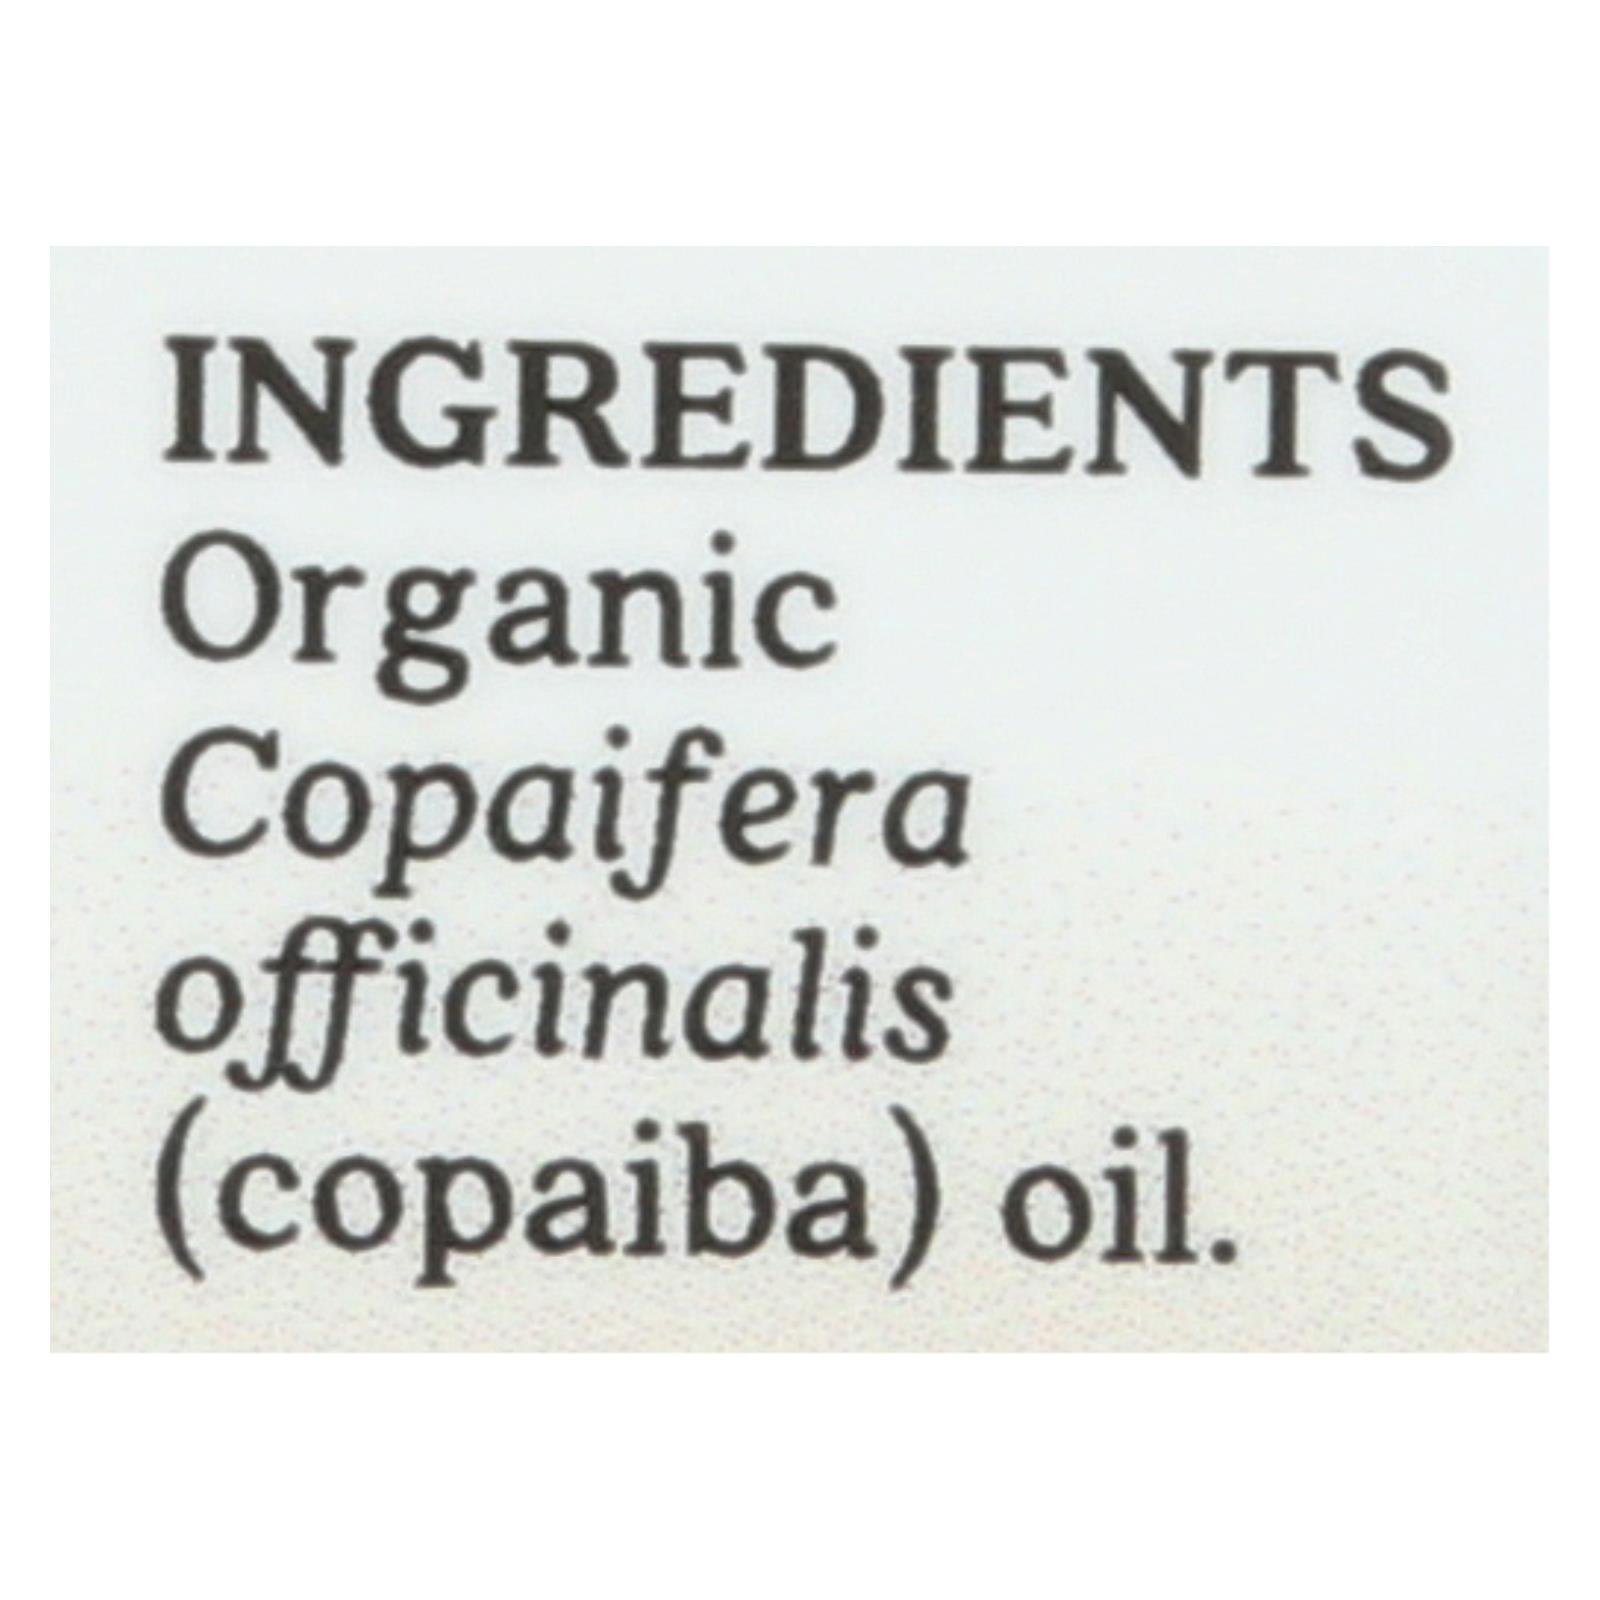 INGREDIENTS
Organic
Copaifera
officinalis
(copaiba) oil.